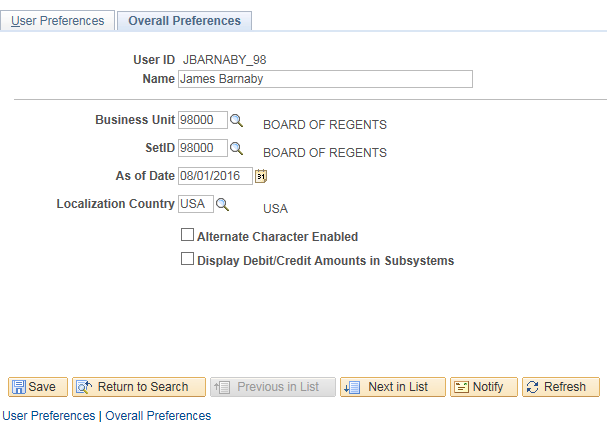 User Preferences Overall Preferences
User ID JBARNABY_98
Name James Barnaby
Business Unit 98000 BOARD OF REGENTS
SetID 98000 BOARD OF REGENTS
As of Date 08/01/2016 31
Localization Country USA USA
Alternate Character Enabled
Display Debit/Credit Amounts in Subsystems
Save Return to Search Previous in List Next in List Notify Refresh
User Preferences | Overall Preferences